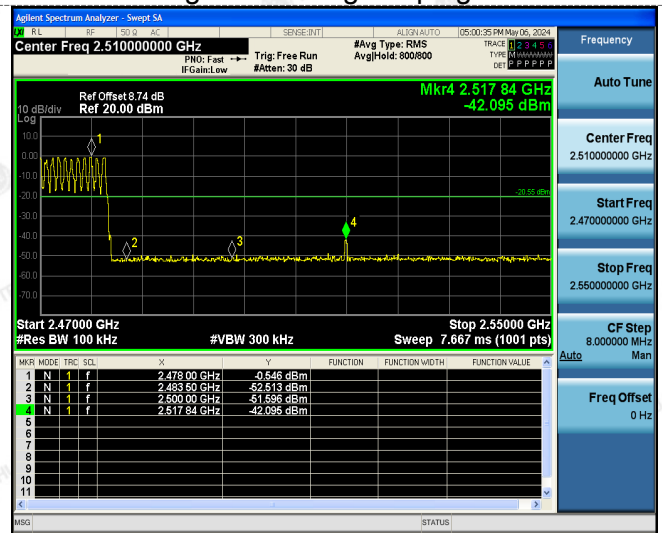 Agilent Spectrum Analyzer - Swept SA
RL RF 50 Ω AC SENSE:INT ALIGN AUTO 05:00:35 PM May 06, 2024
Center Freq 2.510000000 GHz
PNO: Fast
IFGain:Low
Trig: Free Run
#Atten: 30 dB
#Avg Type: RMS
Avg|Hold: 800/800
TRACE 1 2 3 4 5 6
TYPE M WWWWW
DET P P P P P P
Frequency
Mkr4 2.517 84 GHz
-42.095 dBm
Ref Offset 8.74 dB
10 dB/div Ref 20.00 dBm
Log
10.0
0.00
-10.0
-20.0
-30.0
-40.0
-50.0
-60.0
-70.0
1
2
3
4
-20.55 dBm
Start 2.47000 GHz Stop 2.55000 GHz
#Res BW 100 kHz #VBW 300 kHz Sweep 7.667 ms (1001 pts)
MKR MODE TRC SCL X Y FUNCTION FUNCTION WIDTH FUNCTION VALUE
1 N 1 f 2.478 00 GHz -0.546 dBm
2 N 1 f 2.483 50 GHz -52.513 dBm
3 N 1 f 2.500 00 GHz -51.596 dBm
4 N 1 f 2.517 84 GHz -42.095 dBm
5
6
7
8
9
10
11
MSG STATUS
Auto Tune
Center Freq
2.510000000 GHz
Start Freq
2.470000000 GHz
Stop Freq
2.550000000 GHz
CF Step
8.000000 MHz
Auto Man
Freq Offset
0 Hz